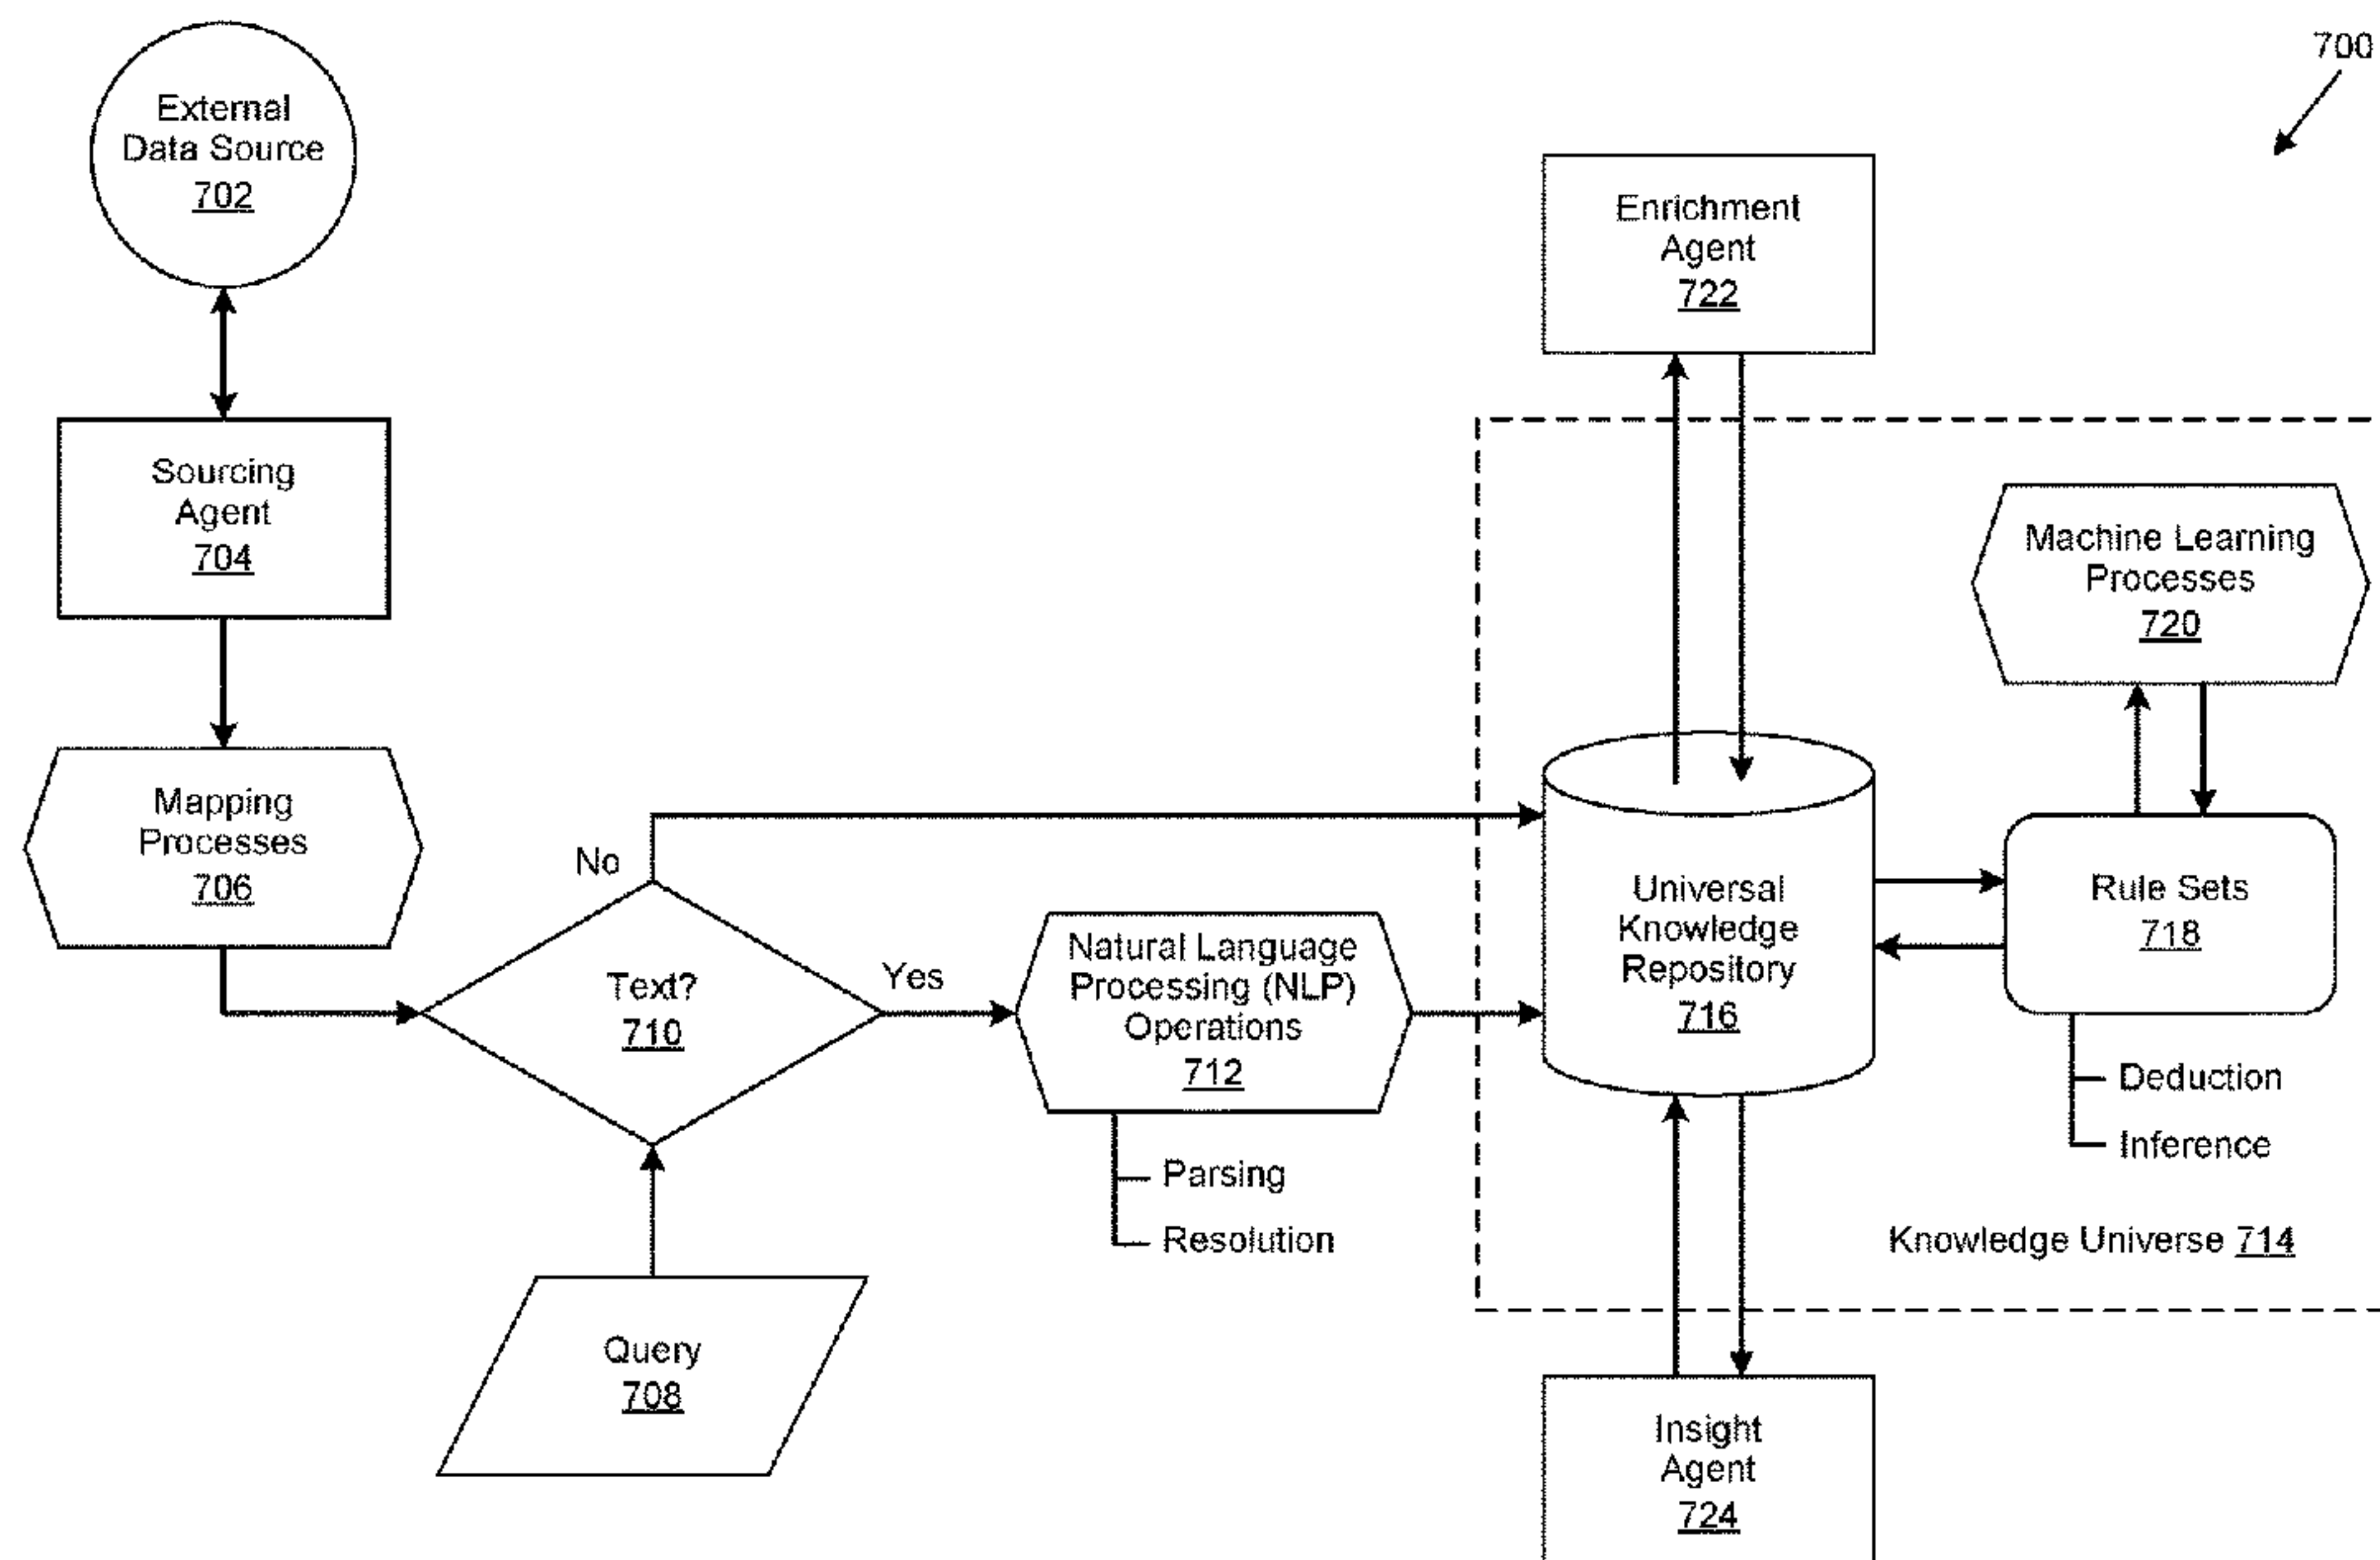 700
External
Data Source
702
Enrichment
Agent
722
Sourcing
Agent
704
Machine Learning
Processes
720
Mapping
Processes
706
No
Text?
710
Yes
Natural Language
Processing (NLP)
Operations
712
Parsing
Resolution
Universal
Knowledge
Repository
716
Rule Sets
718
Deduction
Inference
Knowledge Universe 714
Query
708
Insight
Agent
724